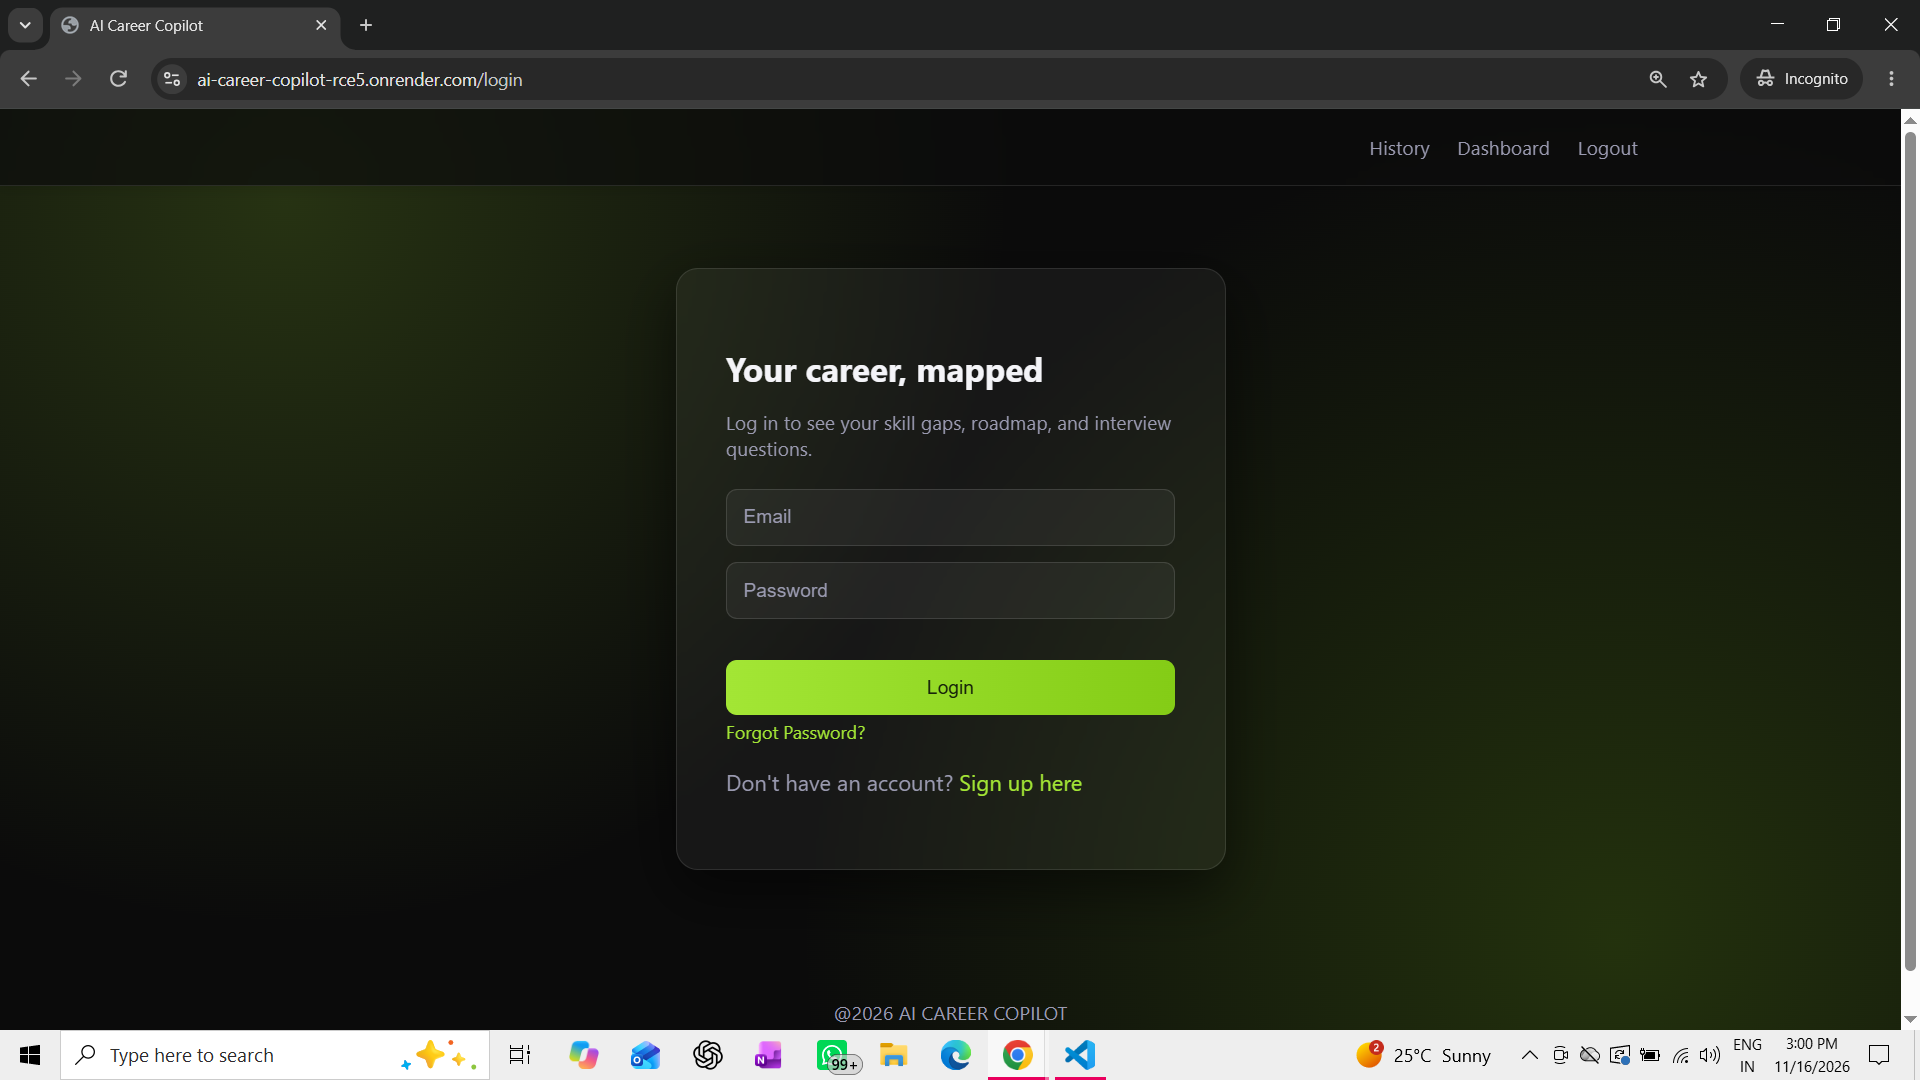 AI Career Copilot
ai-career-copilot-rce5.onrender.com/login
Incognito
History Dashboard Logout
Your career, mapped
Log in to see your skill gaps, roadmap, and interview
questions.
Email
Password
Login
Forgot Password?
Don't have an account? Sign up here
@2026 AI CAREER COPILOT
Type here to search
99+
2
25°C Sunny
ENG
IN
3:00 PM
11/16/2026